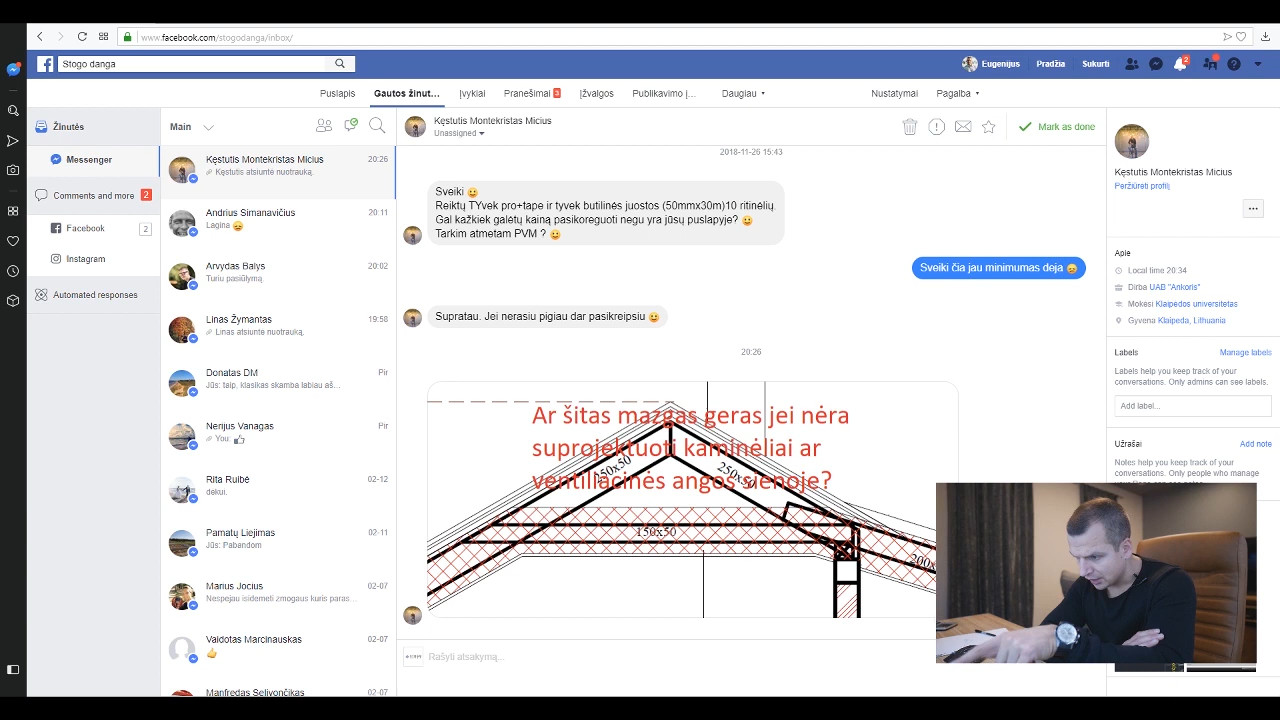 www.facebook.com/stogodanga/inbox/
Stogo danga
Eugenijus
Pradžia
Sukurti
2
Puslapis
Gautos žinut...
Įvykiai
Pranešimai 3
Įžvalgos
Publikavimo į...
Daugiau
Nustatymai
Pagalba
Žinutės
Messenger
Comments and more 2
Facebook 2
Instagram
Automated responses
Main
Kęstutis Montekristas Micius 20:26
Kęstutis atsiuntė nuotrauką.
Andrius Simanavičius 20:11
Lagina 😞
Arvydas Balys 20:02
Turiu pasiūlymą.
Linas Žymantas 19:58
Linas atsiuntė nuotrauką.
Donatas DM Pir
Jūs: taip, klasikas skamba labiau aš...
Nerijus Vanagas Pir
You: 👍
Rita Ruibė 02-12
dekui.
Pamatų Liejimas 02-11
Jūs: Pabandom
Marius Jocius 02-07
Nespėjau isidemeti zmogaus kuris paras...
Vaidotas Marcinauskas 02-07
👍
Manfredas Selivončikas 02-07
Kęstutis Montekristas Micius
Unassigned
Mark as done
2018-11-26 15:43
Sveiki 😀
Reiktų TYvek pro+tape ir tyvek butilinės juostos (50mmx30m)10 ritinėlių.
Gal kažkiek galėtų kainą pasikoreguoti negu yra jūsų puslapyje? 😀
Tarkim atmetam PVM ? 😀
Sveiki čia jau minimumas deja 😞
Supratau. Jei nerasiu pigiau dar pasikreipsiu 😀
20:26
Ar šitas mazgas geras jei nėra
suprojektuoti kaminėliai ar
ventiliacinės angos sienoje?
250x50
250x50
150x50
200x
Rašyti atsakymą...
Kęstutis Montekristas Micius
Peržiūrėti profilį
Apie
Local time 20:34
Dirba UAB "Ankoris"
Mokėsi Klaipedos universitetas
Gyvena Klaipeda, Lithuania
Labels
Manage labels
Labels help you keep track of your
conversations. Only admins can see labels.
Add label...
Užrašai
Add note
Notes help you keep track of your
conversations. Only people who manage